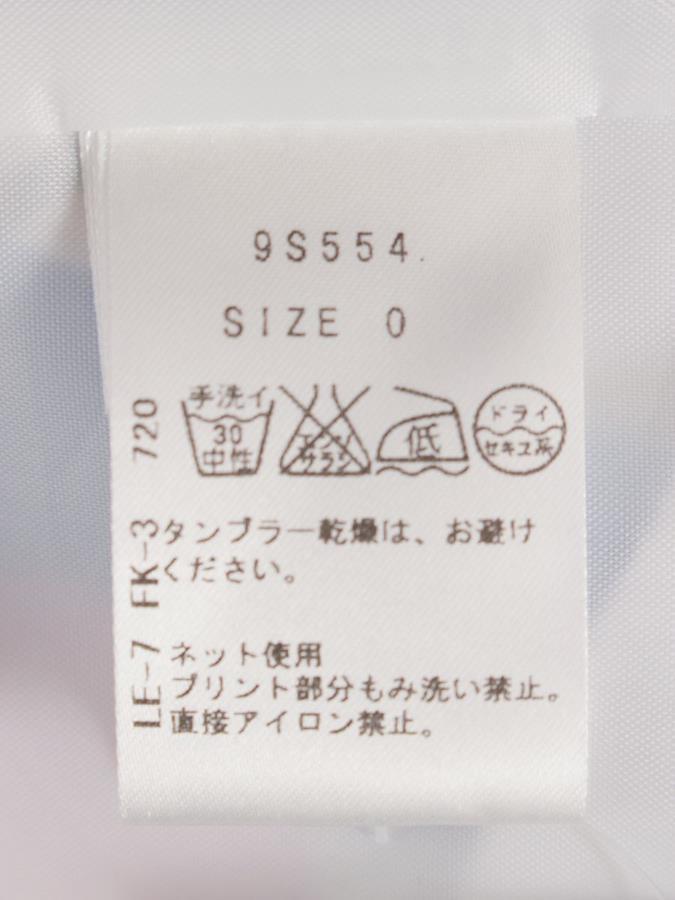 9S554.
SIZE 0
手洗イ
30
中性
エンソ
サラシ
低
ドライ
セキユ系
タンブラー乾燥は、お避け
ください。
ネット使用
プリント部分もみ洗い禁止。
直接アイロン禁止。
LE-7 FK-3 720